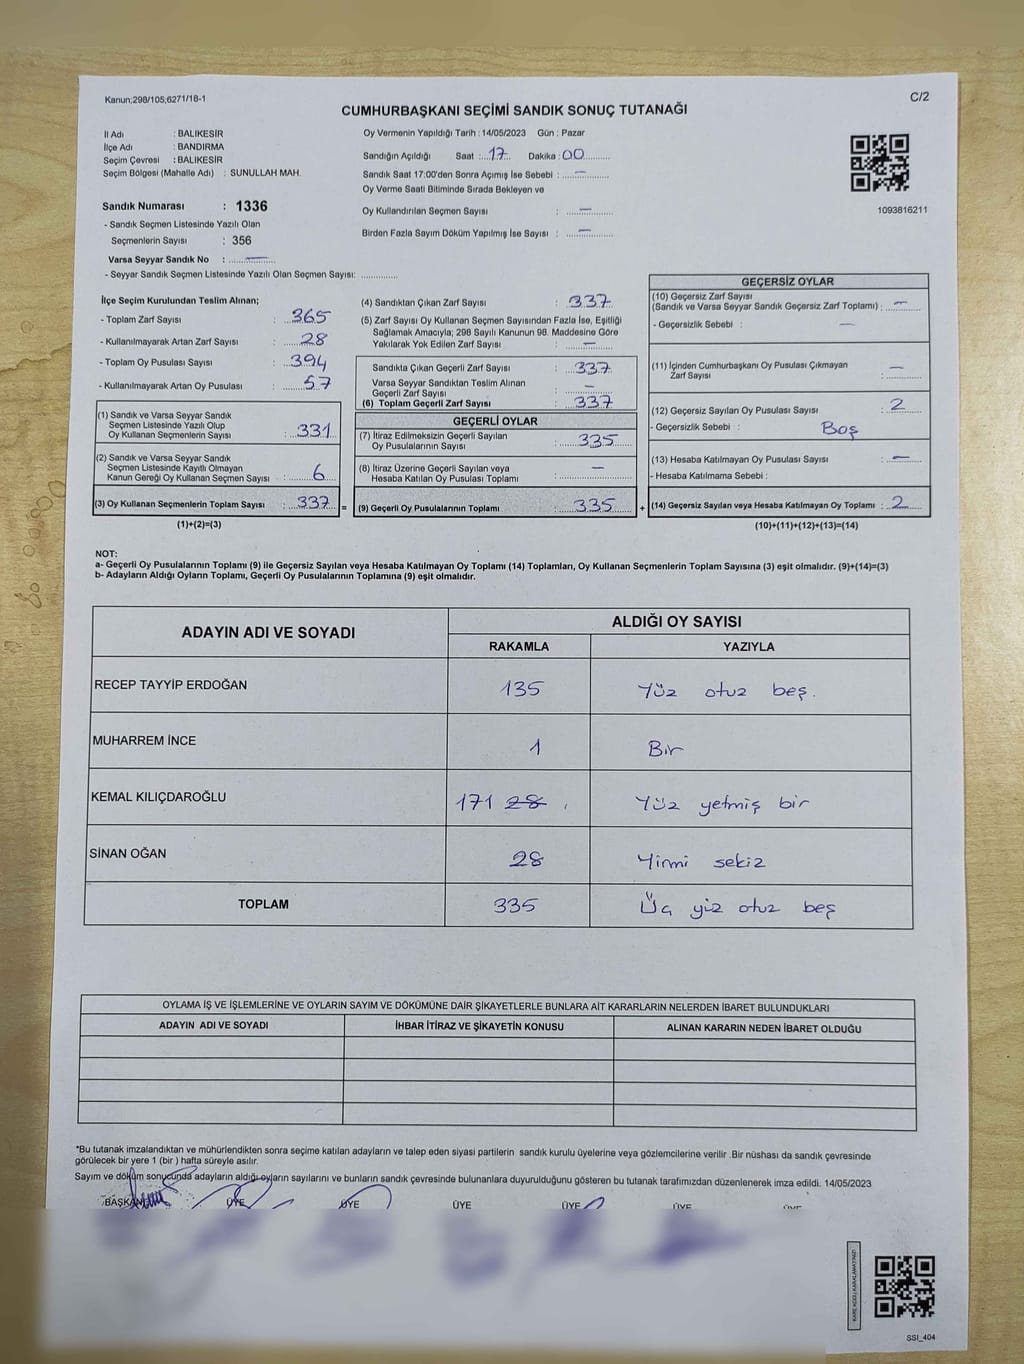 Kanun;298/105;6271/18-1
C/2
CUMHURBAŞKANI SEÇİMİ SANDIK SONUÇ TUTANAĞI
İl Adı : BALIKESİR
İlçe Adı : BANDIRMA
Seçim Çevresi : BALIKESİR
Seçim Bölgesi (Mahalle Adı) : SUNULLAH MAH.
Sandık Numarası : 1336
- Sandık Seçmen Listesinde Yazılı Olan
Seçmenlerin Sayısı : 356
Varsa Seyyar Sandık No : —
- Seyyar Sandık Seçmen Listesinde Yazılı Olan Seçmen Sayısı: ..............
Oy Vermenin Yapıldığı Tarih : 14/05/2023 Gün : Pazar
Sandığın Açıldığı Saat : 17 Dakika : 00
Sandık Saat 17:00'den Sonra Açımış İse Sebebi : —
Oy Verme Saati Bitiminde Sırada Bekleyen ve
Oy Kullandırılan Seçmen Sayısı : —
Birden Fazla Sayım Döküm Yapılmış İse Sayısı : —
1093816211
İlçe Seçim Kurulundan Teslim Alınan;
- Toplam Zarf Sayısı : 365
- Kullanılmayarak Artan Zarf Sayısı : 28
- Toplam Oy Pusulası Sayısı : 394
- Kullanılmayarak Artan Oy Pusulası : 57
(1) Sandık ve Varsa Seyyar Sandık
Seçmen Listesinde Yazılı Olup
Oy Kullanan Seçmenlerin Sayısı : 331
(2) Sandık ve Varsa Seyyar Sandık
Seçmen Listesinde Kayıtlı Olmayan
Kanun Gereği Oy Kullanan Seçmen Sayısı : 6
(3) Oy Kullanan Seçmenlerin Toplam Sayısı : 337 =
(1)+(2)=(3)
(4) Sandıktan Çıkan Zarf Sayısı : 337
(5) Zarf Sayısı Oy Kullanan Seçmen Sayısından Fazla İse, Eşitliği
Sağlamak Amacıyla; 298 Sayılı Kanunun 98. Maddesine Göre
Yakılarak Yok Edilen Zarf Sayısı : —
Sandıkta Çıkan Geçerli Zarf Sayısı : 337
Varsa Seyyar Sandıktan Teslim Alınan
Geçerli Zarf Sayısı : —
(6) Toplam Geçerli Zarf Sayısı : 337
GEÇERLİ OYLAR
(7) İtiraz Edilmeksizin Geçerli Sayılan
Oy Pusulalarının Sayısı : 335
(8) İtiraz Üzerine Geçerli Sayılan veya
Hesaba Katılan Oy Pusulası Toplamı : —
(9) Geçerli Oy Pusulalarının Toplamı : 335 +
GEÇERSİZ OYLAR
(10) Geçersiz Zarf Sayısı
(Sandık ve Varsa Seyyar Sandık Geçersiz Zarf Toplamı) : —
- Geçersizlik Sebebi : —
(11) İçinden Cumhurbaşkanı Oy Pusulası Çıkmayan
Zarf Sayısı : —
(12) Geçersiz Sayılan Oy Pusulası Sayısı : 2
- Geçersizlik Sebebi : Boş
(13) Hesaba Katılmayan Oy Pusulası Sayısı : —
- Hesaba Katılmama Sebebi :
(14) Geçersiz Sayılan veya Hesaba Katılmayan Oy Toplamı : 2
(10)+(11)+(12)+(13)=(14)
NOT:
a- Geçerli Oy Pusulalarının Toplamı (9) ile Geçersiz Sayılan veya Hesaba Katılmayan Oy Toplamı (14) Toplamları, Oy Kullanan Seçmenlerin Toplam Sayısına (3) eşit olmalıdır. (9)+(14)=(3)
b- Adayların Aldığı Oyların Toplamı, Geçerli Oy Pusulalarının Toplamına (9) eşit olmalıdır.
ADAYIN ADI VE SOYADI ALDIĞI OY SAYISI
RAKAMLA YAZIYLA
RECEP TAYYİP ERDOĞAN 135 Yüz otuz beş.
MUHARREM İNCE 1 Bir
KEMAL KILIÇDAROĞLU 171 28 Yüz yetmiş bir
SİNAN OĞAN 28 Yirmi sekiz
TOPLAM 335 Üç yüz otuz beş
OYLAMA İŞ VE İŞLEMLERİNE VE OYLARIN SAYIM VE DÖKÜMÜNE DAİR ŞİKAYETLERLE BUNLARA AİT KARARLARIN NELERDEN İBARET BULUNDUKLARI
ADAYIN ADI VE SOYADI İHBAR İTİRAZ VE ŞİKAYETİN KONUSU ALINAN KARARIN NEDEN İBARET OLDUĞU
*Bu tutanak imzalandıktan ve mühürlendikten sonra seçime katılan adayların ve talep eden siyasi partilerin sandık kurulu üyelerine veya gözlemcilerine verilir .Bir nüshası da sandık çevresinde
görülecek bir yere 1 (bir ) hafta süreyle asılır.
Sayım ve döküm sonucunda adayların aldığı oyların sayılarını ve bunların sandık çevresinde bulunanlara duyurulduğunu gösteren bu tutanak tarafımızdan düzenlenerek imza edildi. 14/05/2023
BAŞKAN ÜYE ÜYE ÜYE ÜYE ÜYE ÜYE
SSI_404